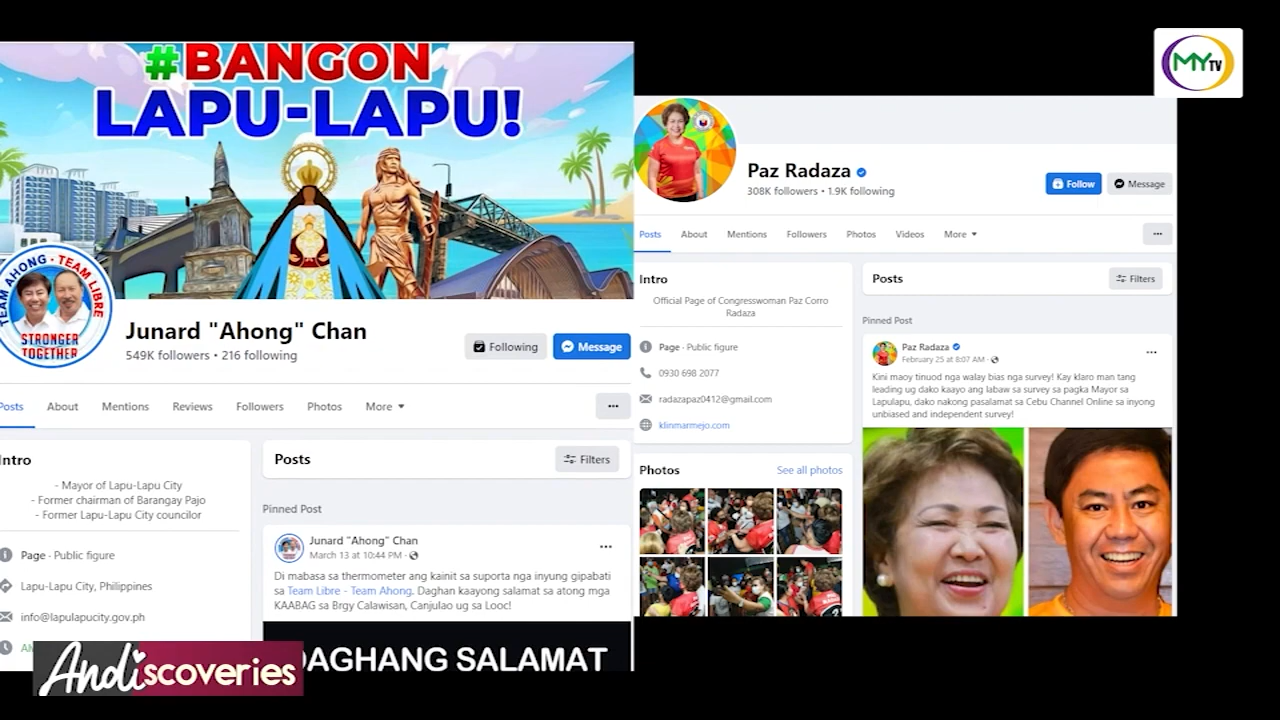 #BANGON
LAPU-LAPU!
TEAM AHONG · TEAM LIBRE
STRONGER
TOGETHER
Junard "Ahong" Chan
549K followers • 216 following
Following
Message
Posts
About
Mentions
Reviews
Followers
Photos
More
Intro
- Mayor of Lapu-Lapu City
- Former chairman of Barangay Pajo
- Former Lapu-Lapu City councilor
Page · Public figure
Lapu-Lapu City, Philippines
info@lapulapucity.gov.ph
Posts
Filters
Pinned Post
Junard "Ahong" Chan
March 13 at 10:44 PM ·
Di mabasa sa thermometer ang kainit sa suporta nga inyung gipabati
sa Team Libre - Team Ahong. Daghan kaayong salamat sa atong mga
KAABAG sa Brgy Calawisan, Canjulao ug sa Looc!
DAGHANG SALAMAT
Andiscoveries
MYTV
Paz Radaza
308K followers • 1.9K following
Follow
Message
Posts
About
Mentions
Followers
Photos
Videos
More
Intro
Official Page of Congresswoman Paz Corro
Radaza
Page · Public figure
0930 698 2077
radazapaz0412@gmail.com
klinmarmejo.com
Photos
See all photos
Posts
Filters
Pinned Post
Paz Radaza
February 25 at 8:07 AM ·
Kini maoy tinuod nga walay bias nga survey! Kay klaro man tang
leading ug dako kaayo ang labaw sa survey sa pagka Mayor sa
Lapulapu, dako nakong pasalamat sa Cebu Channel Online sa inyong
unbiased and independent survey!